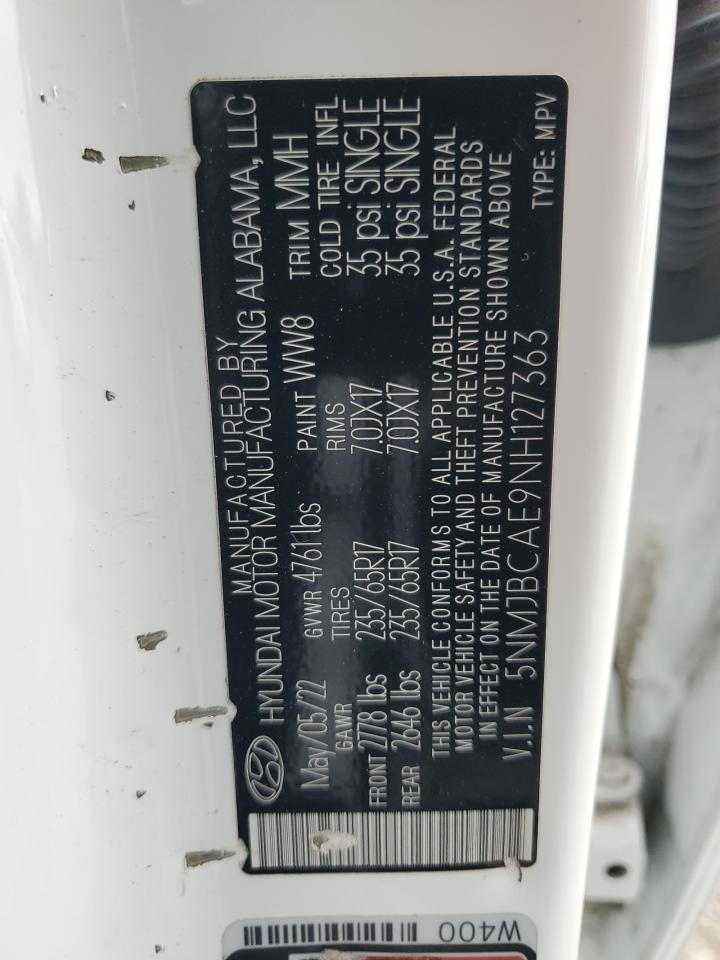 MANUFACTURED BY
HYUNDAI MOTOR MANUFACTURING ALABAMA, LLC
May/05/22 GVWR 4761 lbs PAINT WW8 TRIM MMH
GAWR TIRES RIMS COLD TIRE INFL
FRONT 2778 lbs 235/65R17 7.0JX17 35 psi SINGLE
REAR 2646 lbs 235/65R17 7.0JX17 35 psi SINGLE
THIS VEHICLE CONFORMS TO ALL APPLICABLE U.S.A. FEDERAL
MOTOR VEHICLE SAFETY AND THEFT PREVENTION STANDARDS
IN EFFECT ON THE DATE OF MANUFACTURE SHOWN ABOVE
V.I.N 5NMJBCAE9NH127363 TYPE: MPV
W400